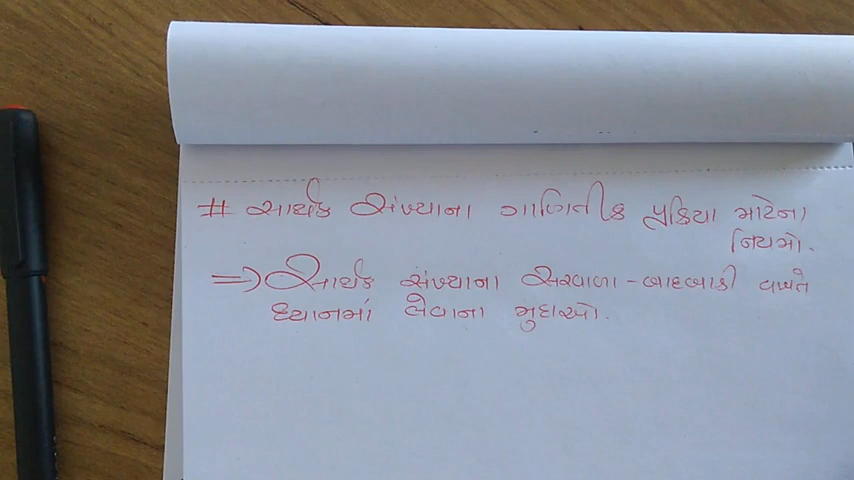 # સાર્થક સંખ્યાના ગાણિતીક પ્રક્રિયા માટેના
નિયમો.
=> સાર્થક સંખ્યાના સરવાળા - બાદબાકી વખતે
ધ્યાનમાં લેવાના મુદાઓ.